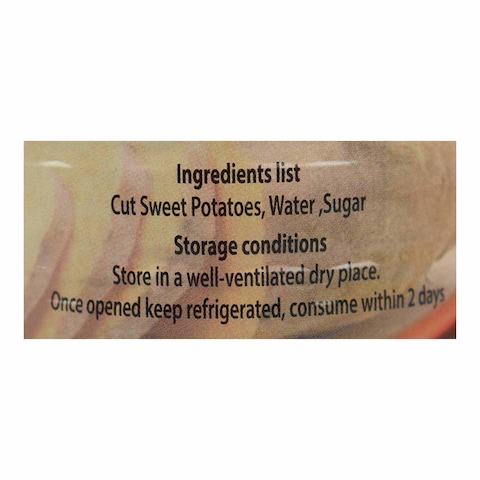 Ingredients list
Cut Sweet Potatoes, Water ,Sugar
Storage conditions
Store in a well-ventilated dry place.
Once opened keep refrigerated, consume within 2 days